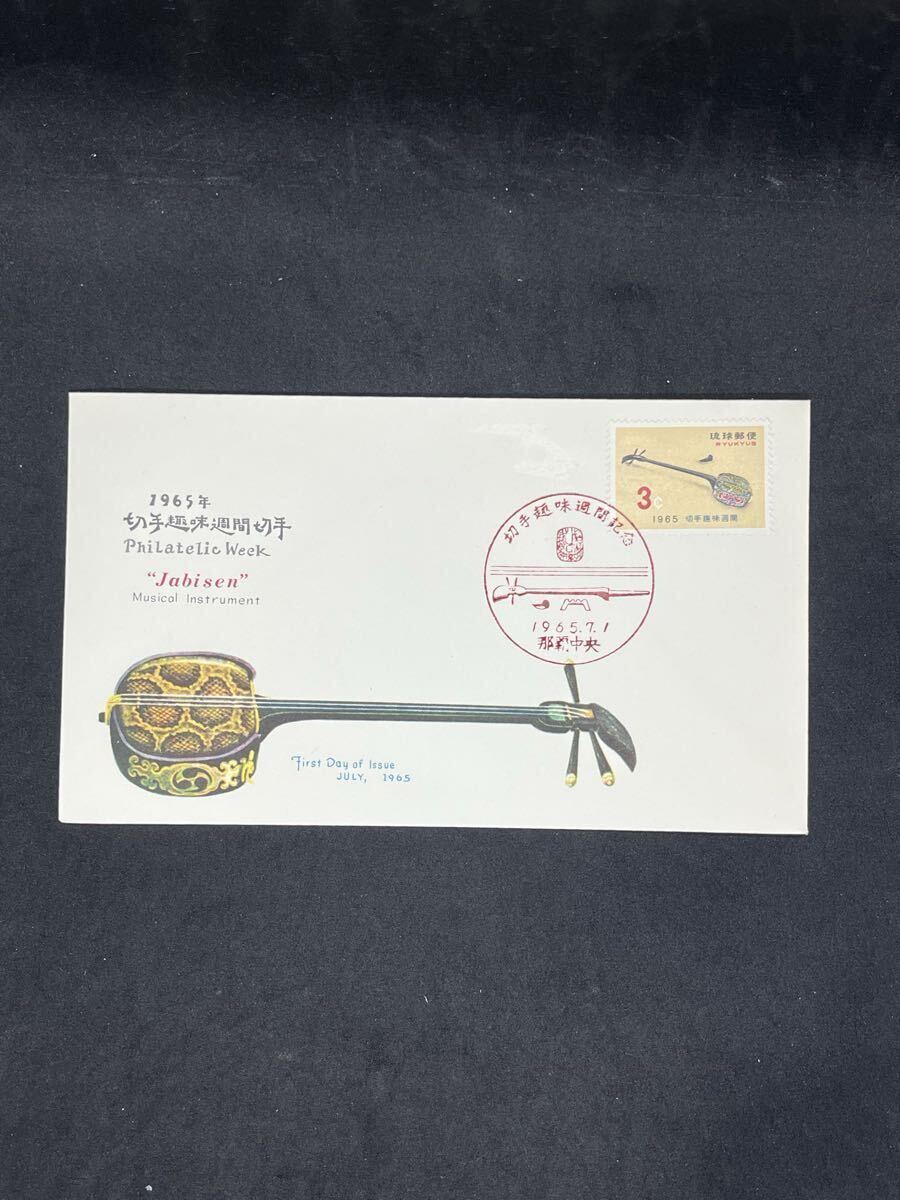 1965年
切手趣味週間切手
Philatelic Week
"Jabisen"
Musical Instrument
First Day of Issue
JULY, 1965
琉球郵便
RYUKYUS
3¢
1965 切手趣味週間
切手趣味週間記念
1965.7.1
那覇中央